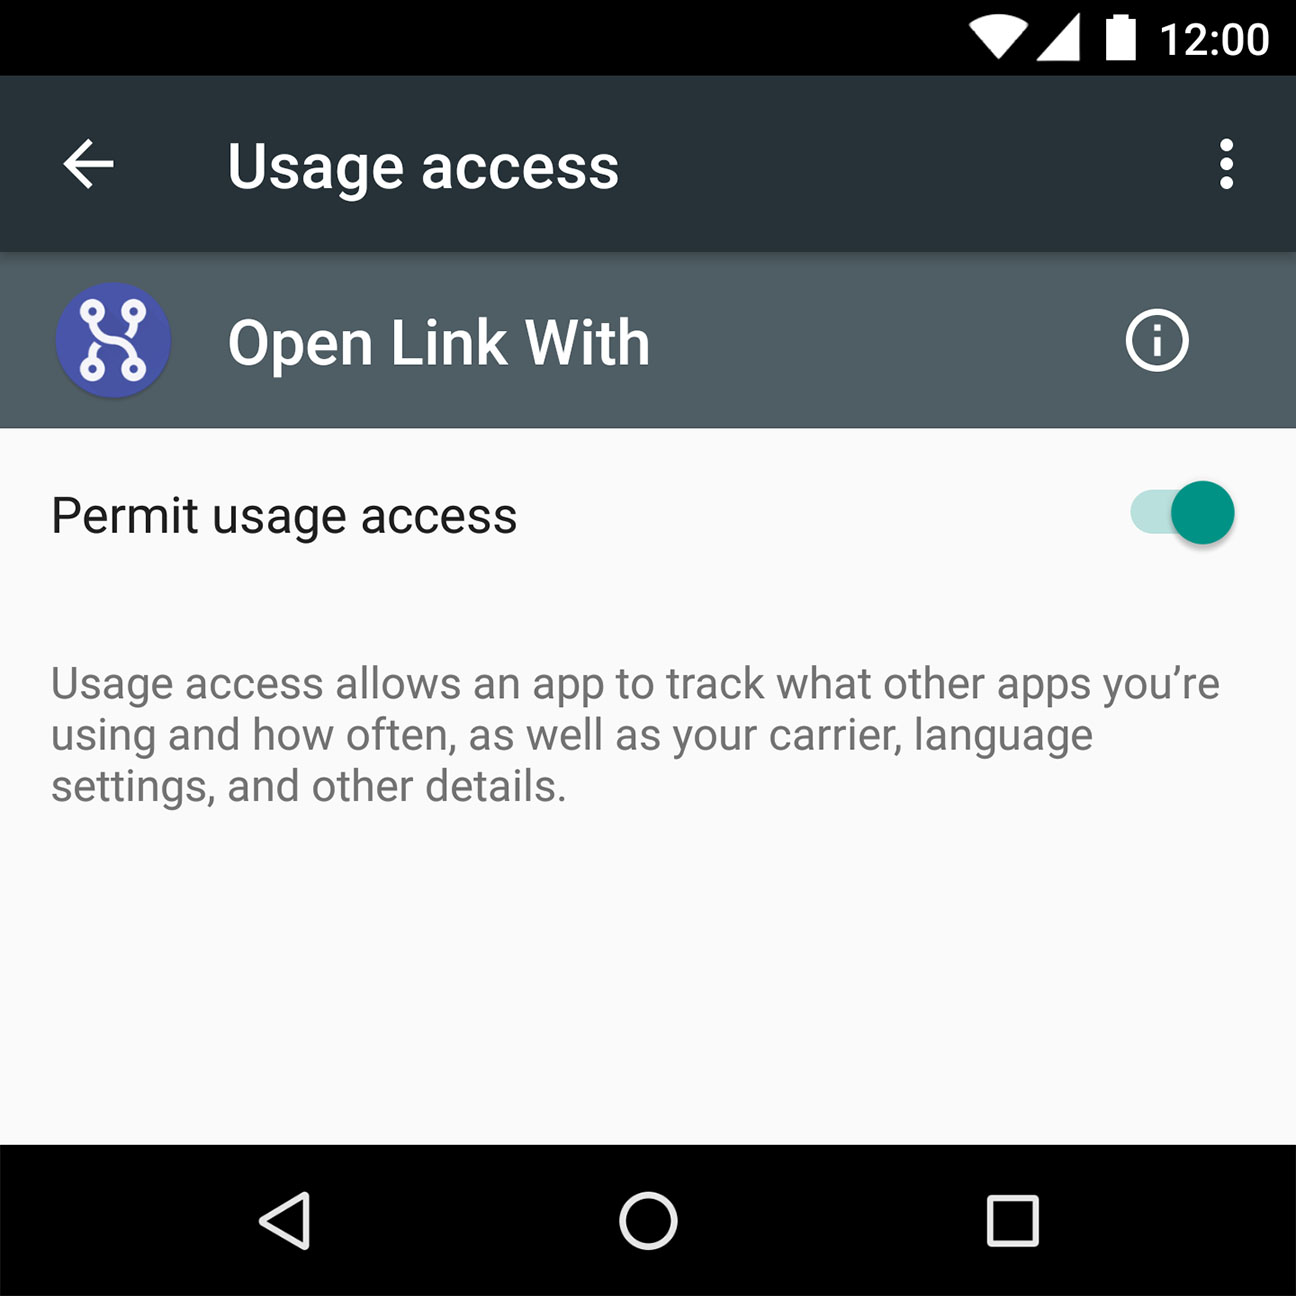 12:00
Usage access
Open Link With
Permit usage access
Usage access allows an app to track what other apps you’re
using and how often, as well as your carrier, language
settings, and other details.